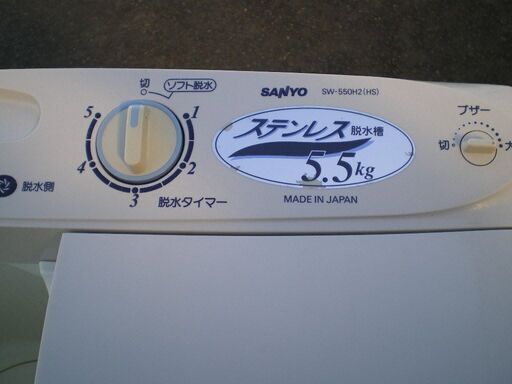 切
ソフト脱水
5
1
4
2
3
脱水タイマー
脱水側
SANYO
SW-550H2(HS)
ステンレス脱水槽
5.5kg
MADE IN JAPAN
ブザー
切
大